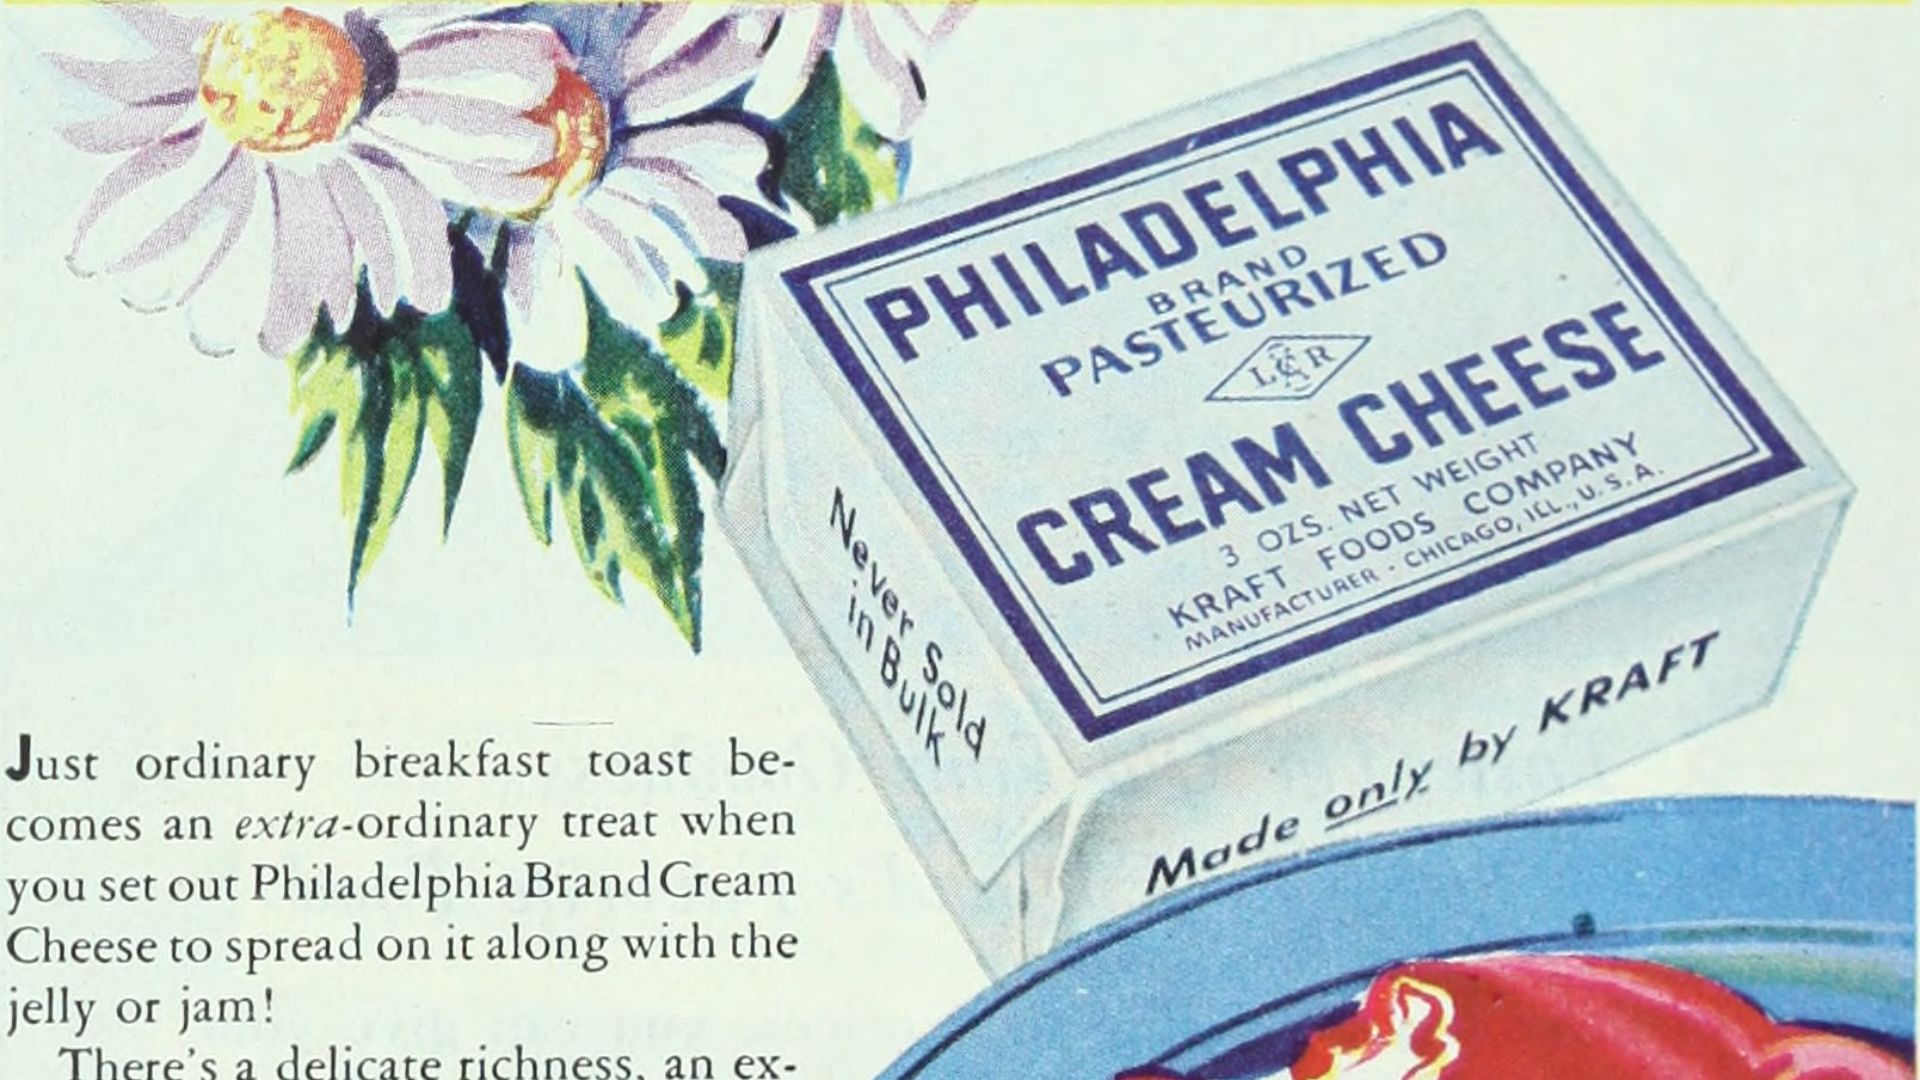 PHILADELPHIA
BRAND
PASTEURIZED
L R
CREAM CHEESE
3 OZS. NET WEIGHT
KRAFT FOODS COMPANY
MANUFACTURER · CHICAGO, ILL., U.S.A.
Never Sold
in Bulk
Made only by KRAFT
Just ordinary breakfast toast be-
comes an extra-ordinary treat when
you set out Philadelphia Brand Cream
Cheese to spread on it along with the
jelly or jam!
There's a delicate richness, an ex-